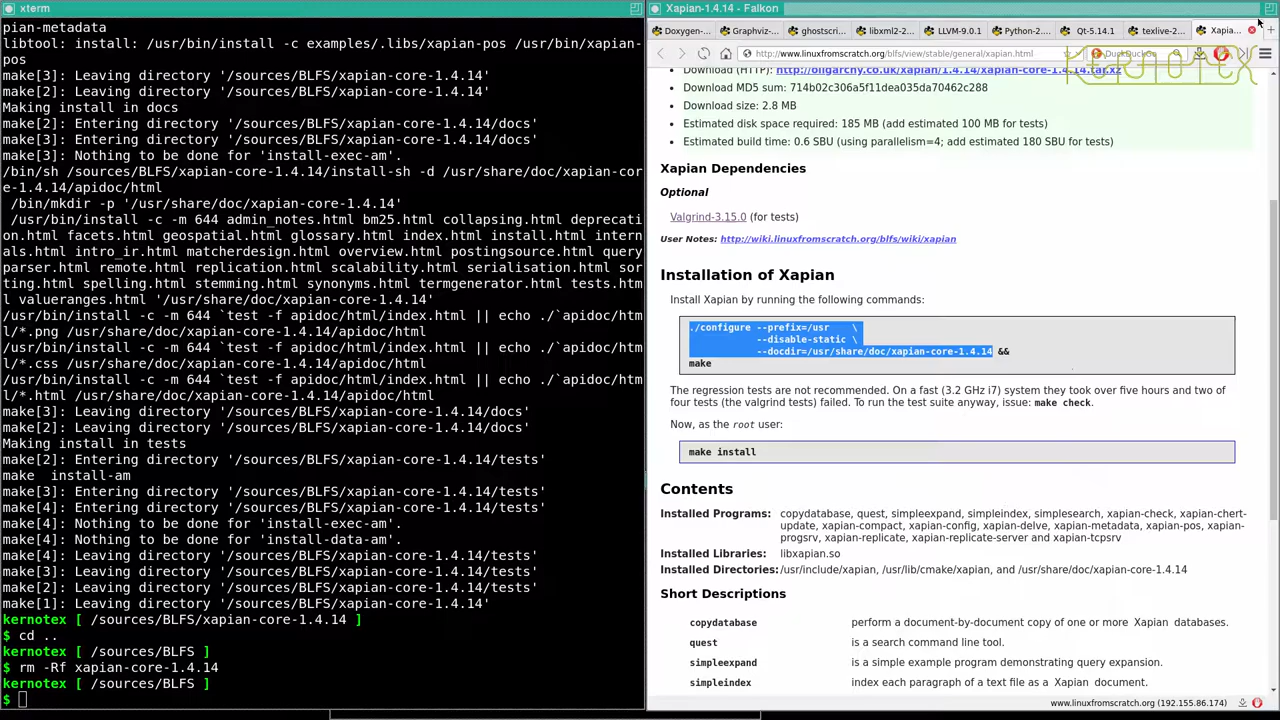 xterm
pian-metadata
libtool: install: /usr/bin/install -c examples/.libs/xapian-pos /usr/bin/xapian-
pos
make[3]: Leaving directory '/sources/BLFS/xapian-core-1.4.14'
make[2]: Leaving directory '/sources/BLFS/xapian-core-1.4.14'
Making install in docs
make[2]: Entering directory '/sources/BLFS/xapian-core-1.4.14/docs'
make[3]: Entering directory '/sources/BLFS/xapian-core-1.4.14/docs'
make[3]: Nothing to be done for 'install-exec-am'.
/bin/sh /sources/BLFS/xapian-core-1.4.14/install-sh -d /usr/share/doc/xapian-cor
e-1.4.14/apidoc/html
/bin/mkdir -p '/usr/share/doc/xapian-core-1.4.14'
/usr/bin/install -c -m 644 admin_notes.html bm25.html collapsing.html deprecati
on.html facets.html geospatial.html glossary.html index.html install.html intern
als.html intro_ir.html matcherdesign.html overview.html postingsource.html query
parser.html remote.html replication.html scalability.html serialisation.html sor
ting.html spelling.html stemming.html synonyms.html termgenerator.html tests.htm
l valueranges.html '/usr/share/doc/xapian-core-1.4.14'
/usr/bin/install -c -m 644 `test -f apidoc/html/index.html || echo ./`apidoc/htm
l/*.png /usr/share/doc/xapian-core-1.4.14/apidoc/html
/usr/bin/install -c -m 644 `test -f apidoc/html/index.html || echo ./`apidoc/htm
l/*.css /usr/share/doc/xapian-core-1.4.14/apidoc/html
/usr/bin/install -c -m 644 `test -f apidoc/html/index.html || echo ./`apidoc/htm
l/*.html /usr/share/doc/xapian-core-1.4.14/apidoc/html
make[3]: Leaving directory '/sources/BLFS/xapian-core-1.4.14/docs'
make[2]: Leaving directory '/sources/BLFS/xapian-core-1.4.14/docs'
Making install in tests
make[2]: Entering directory '/sources/BLFS/xapian-core-1.4.14/tests'
make  install-am
make[3]: Entering directory '/sources/BLFS/xapian-core-1.4.14/tests'
make[4]: Entering directory '/sources/BLFS/xapian-core-1.4.14/tests'
make[4]: Nothing to be done for 'install-exec-am'.
make[4]: Nothing to be done for 'install-data-am'.
make[4]: Leaving directory '/sources/BLFS/xapian-core-1.4.14/tests'
make[3]: Leaving directory '/sources/BLFS/xapian-core-1.4.14/tests'
make[2]: Leaving directory '/sources/BLFS/xapian-core-1.4.14/tests'
make[1]: Leaving directory '/sources/BLFS/xapian-core-1.4.14'
kernotex [ /sources/BLFS/xapian-core-1.4.14 ]
$ cd ..
kernotex [ /sources/BLFS ]
$ rm -Rf xapian-core-1.4.14
kernotex [ /sources/BLFS ]
$
Xapian-1.4.14 - Falkon
Doxygen-... Graphviz-... ghostscri... libxml2-2... LLVM-9.0.1 Python-2.... Qt-5.14.1 texlive-2... Xapia...
http://www.linuxfromscratch.org/blfs/view/stable/general/xapian.html DuckDuckGo
KERNOTEX
Download (HTTP): http://oligarchy.co.uk/xapian/1.4.14/xapian-core-1.4.14.tar.xz
Download MD5 sum: 714b02c306a5f11dea035da70462c288
Download size: 2.8 MB
Estimated disk space required: 185 MB (add estimated 100 MB for tests)
Estimated build time: 0.6 SBU (using parallelism=4; add estimated 180 SBU for tests)
Xapian Dependencies
Optional
Valgrind-3.15.0 (for tests)
User Notes: http://wiki.linuxfromscratch.org/blfs/wiki/xapian
Installation of Xapian
Install Xapian by running the following commands:
./configure --prefix=/usr    \
--disable-static \
--docdir=/usr/share/doc/xapian-core-1.4.14 &&
make
The regression tests are not recommended. On a fast (3.2 GHz i7) system they took over five hours and two of
four tests (the valgrind tests) failed. To run the test suite anyway, issue: make check.
Now, as the root user:
make install
Contents
Installed Programs: copydatabase, quest, simpleexpand, simpleindex, simplesearch, xapian-check, xapian-chert-
update, xapian-compact, xapian-config, xapian-delve, xapian-metadata, xapian-pos, xapian-
progsrv, xapian-replicate, xapian-replicate-server and xapian-tcpsrv
Installed Libraries: libxapian.so
Installed Directories: /usr/include/xapian, /usr/lib/cmake/xapian, and /usr/share/doc/xapian-core-1.4.14
Short Descriptions
copydatabase perform a document-by-document copy of one or more Xapian databases.
quest is a search command line tool.
simpleexpand is a simple example program demonstrating query expansion.
simpleindex index each paragraph of a text file as a Xapian document.
www.linuxfromscratch.org (192.155.86.174)